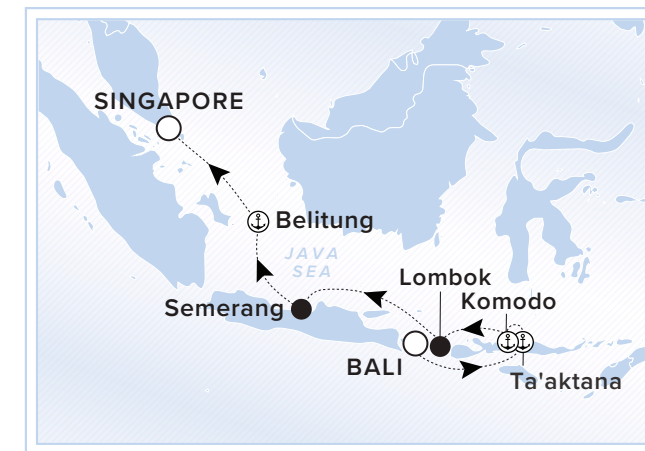 SINGAPORE
Belitung
JAVA
SEA
Lombok
Komodo
Semerang
BALI
Ta'aktana